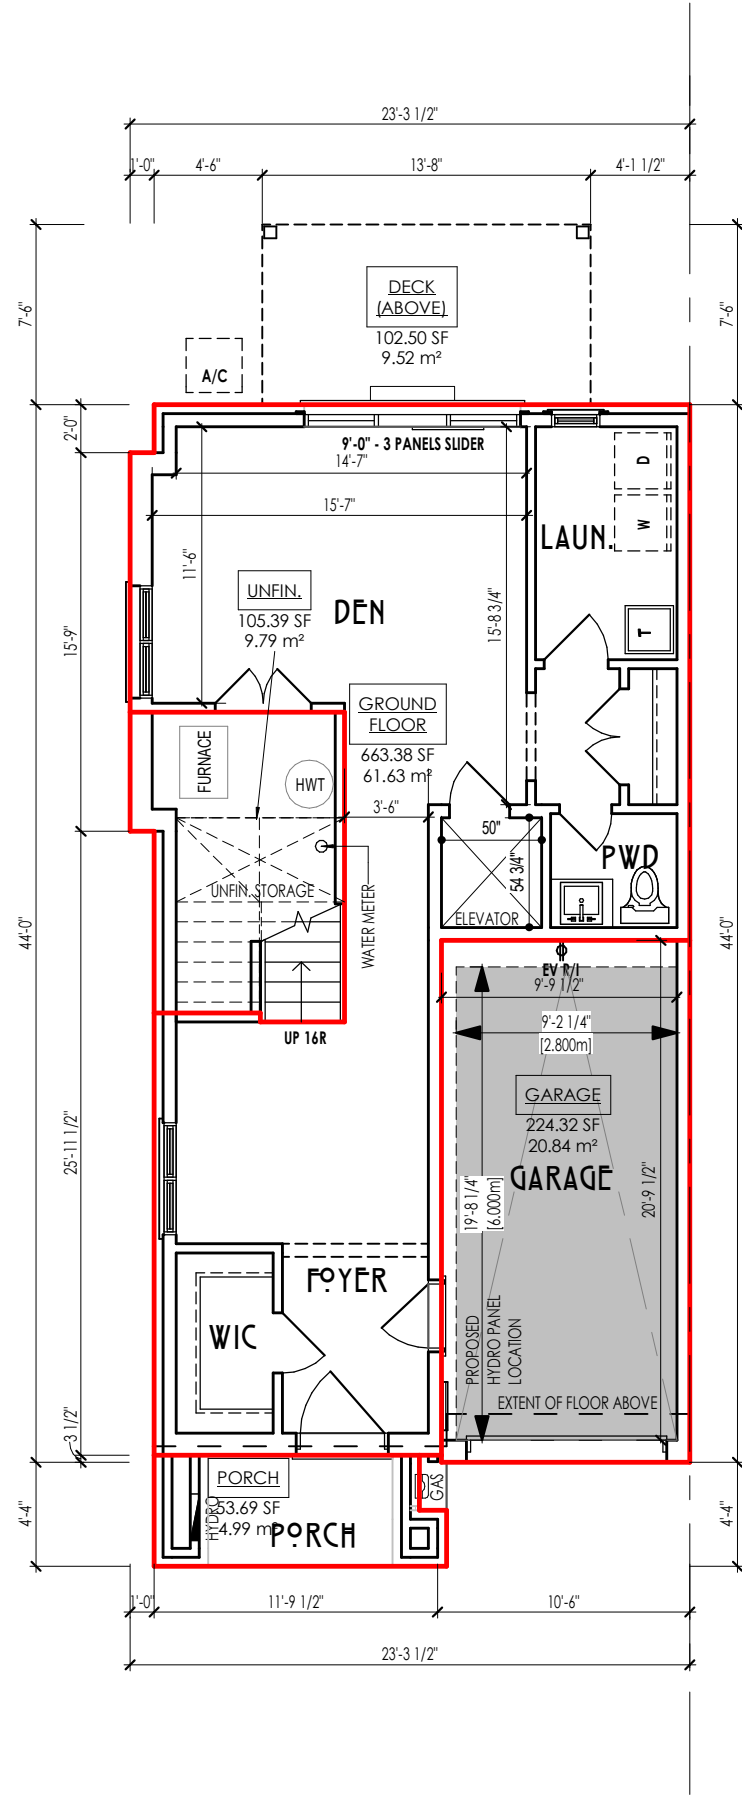 23'-3 1/2"
1'-0"
4'-6"
13'-8"
4'-1 1/2"
7'-6"
7'-6"
DECK
(ABOVE)
102.50 SF
9.52 m²
A/C
2'-0"
9'-0" - 3 PANELS SLIDER
14'-7"
D
15'-7"
W
LAUN.
11'-6"
UNFIN.
105.39 SF
9.79 m²
DEN
15'-8 3/4"
T
15'-9"
GROUND
FLOOR
663.38 SF
61.63 m²
FURNACE
HWT
3'-6"
50"
54 3/4"
PWD
UNFIN. STORAGE
WATER METER
ELEVATOR
44'-0"
44'-0"
EV R/I
9'-9 1/2"
UP 16R
9'-2 1/4"
[2.800m]
GARAGE
224.32 SF
20.84 m²
GARAGE
25'-11 1/2"
19'-8 1/4"
[6.000m]
20'-9 1/2"
FOYER
WIC
PROPOSED
HYDRO PANEL
LOCATION
EXTENT OF FLOOR ABOVE
3 1/2"
PORCH
53.69 SF
4.99 m²
HYDRO
PORCH
GAS
4'-4"
4'-4"
1'-0"
11'-9 1/2"
10'-6"
23'-3 1/2"